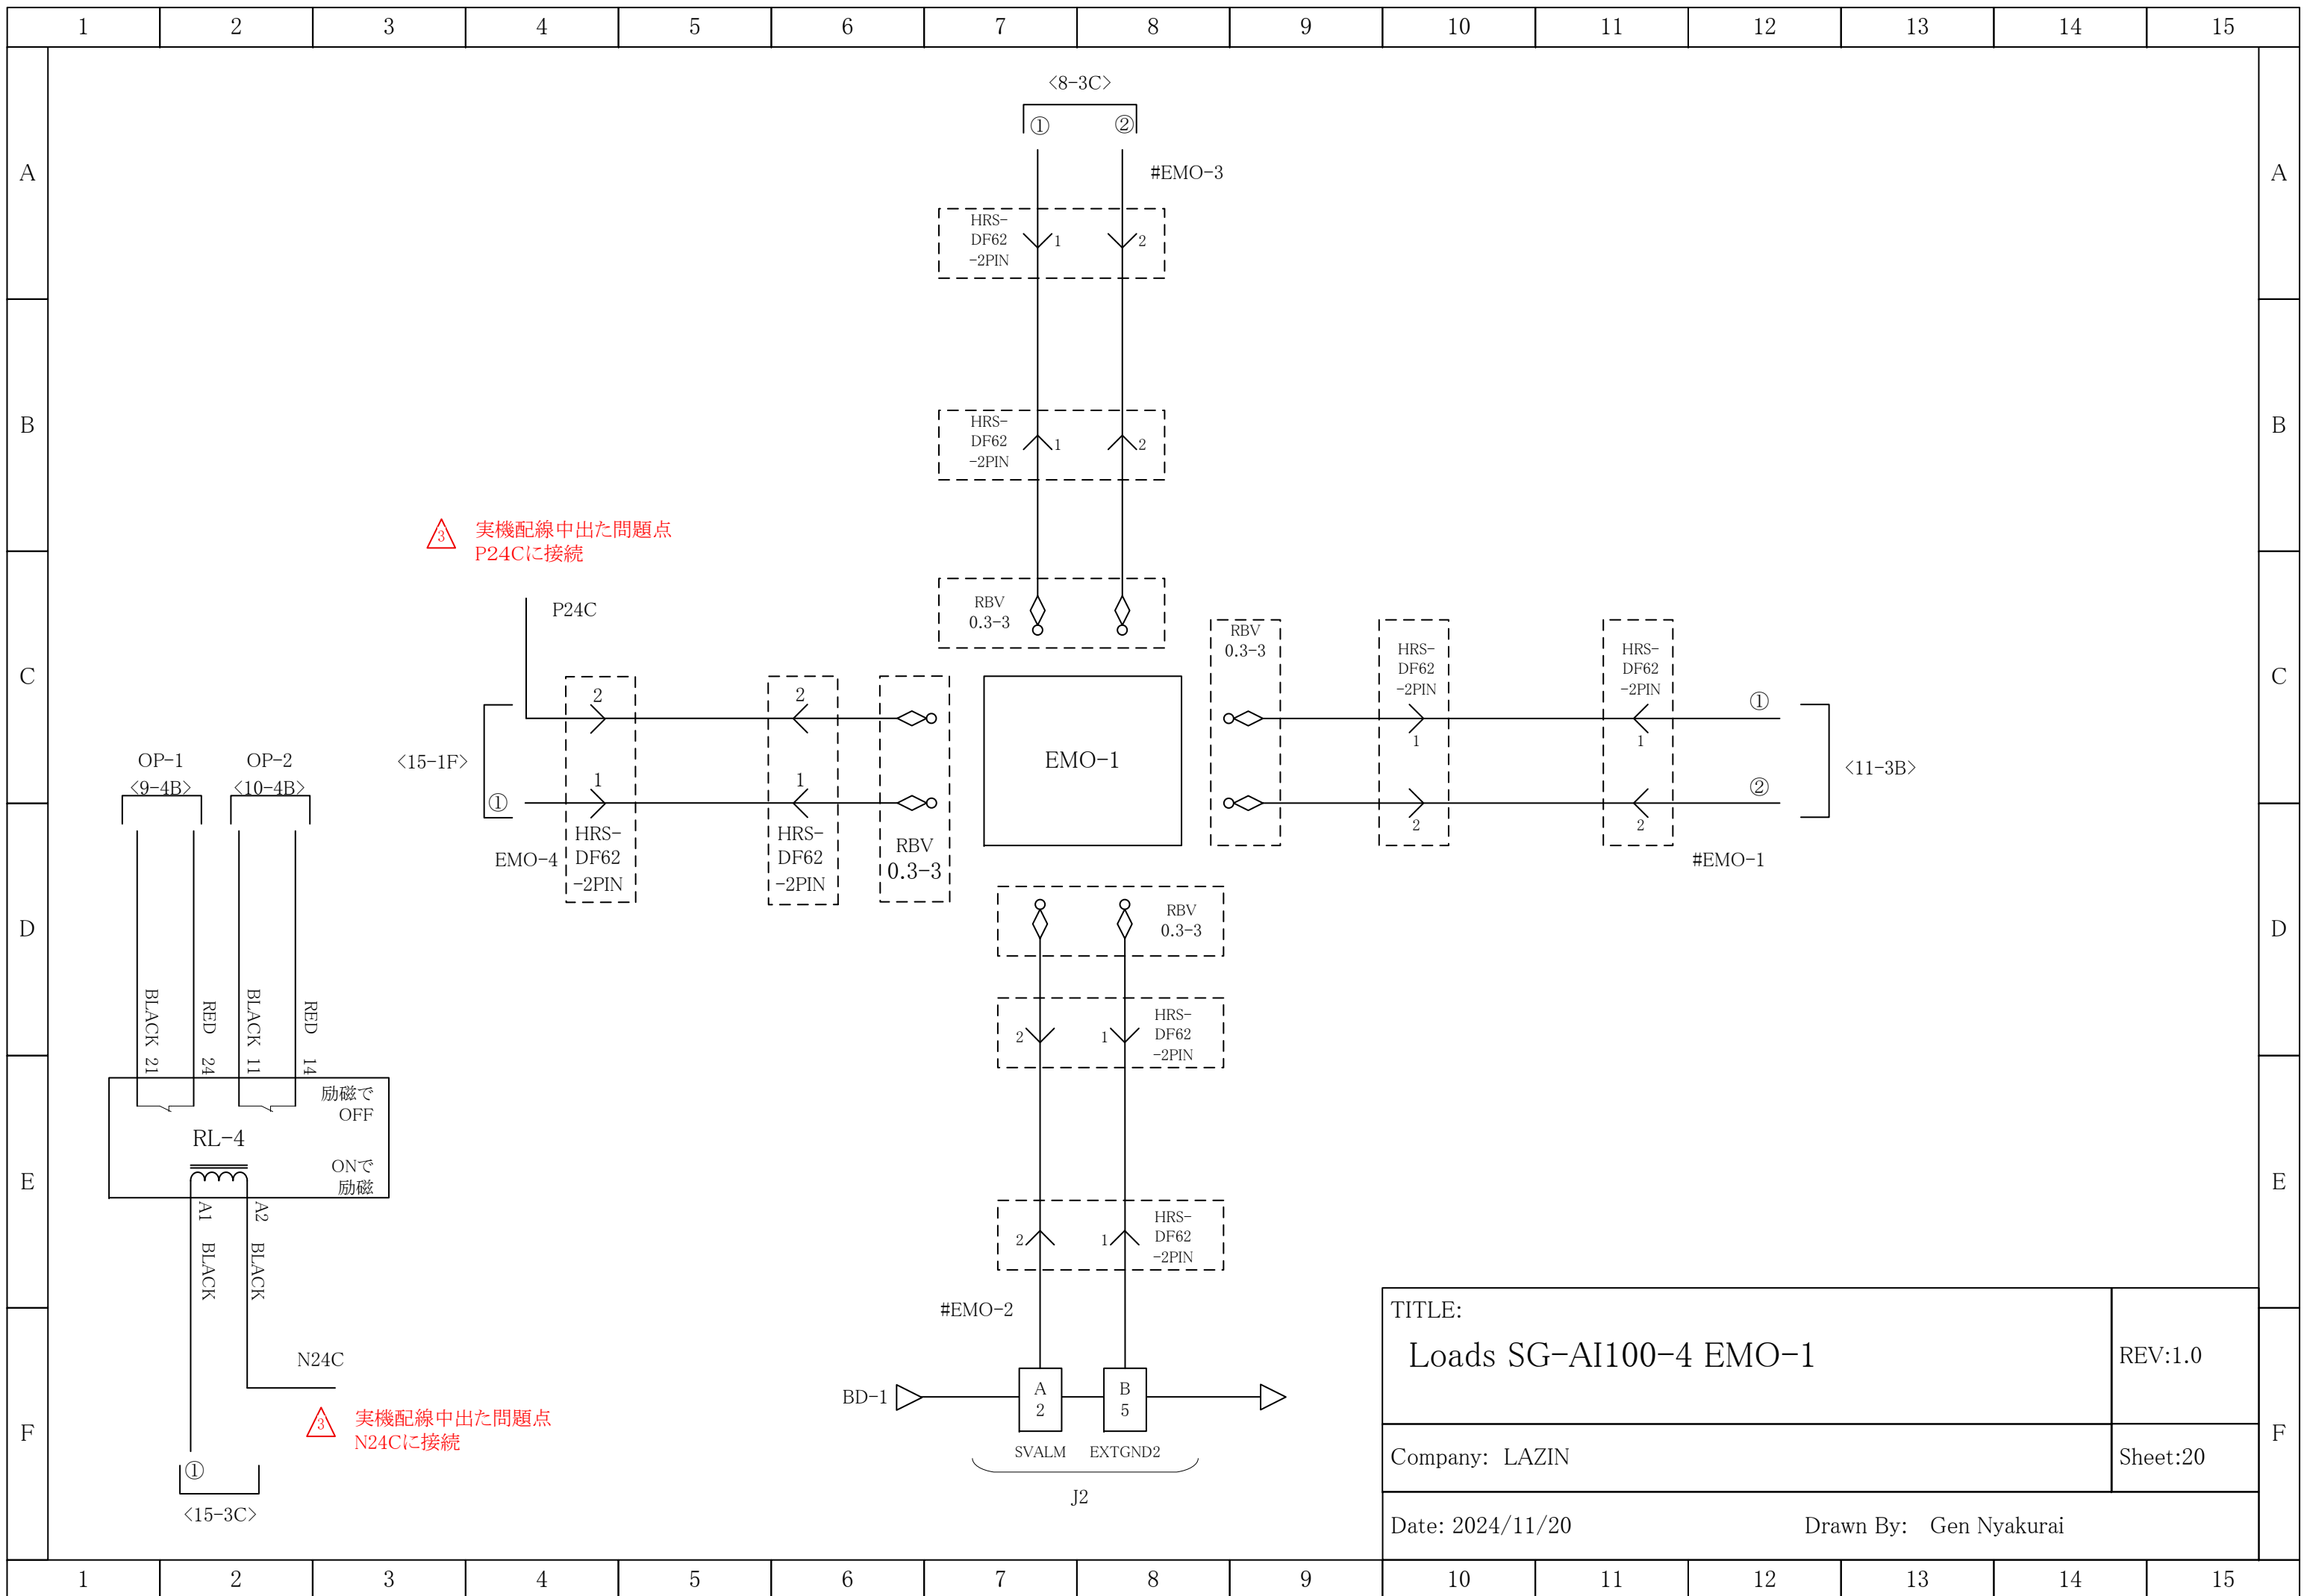 1 2 3 4 5 6 7 8 9 10 11 12 13 14 15
A
A
B
B
C
C
D
D
E
E
F
F
<8-3C>
① ②
#EMO-3
HRS-
DF62
-2PIN
1 2
HRS-
DF62
-2PIN
1 2
3
実機配線中出た問題点
P24Cに接続
RBV
0.3-3
P24C
<15-1F>
①
EMO-4
2
1
HRS-
DF62
-2PIN
2
1
HRS-
DF62
-2PIN
RBV
0.3-3
EMO-1
RBV
0.3-3
HRS-
DF62
-2PIN
1
2
HRS-
DF62
-2PIN
1
2
①
②
<11-3B>
#EMO-1
OP-1
<9-4B>
OP-2
<10-4B>
BLACK 21
RED 24
BLACK 11
RED 14
励磁で
OFF
RL-4
ONで
励磁
A1 BLACK
A2 BLACK
N24C
3
実機配線中出た問題点
N24Cに接続
①
<15-3C>
RBV
0.3-3
2 1
HRS-
DF62
-2PIN
2 1
HRS-
DF62
-2PIN
#EMO-2
BD-1
A
2
B
5
SVALM EXTGND2
J2
TITLE:
Loads SG-AI100-4 EMO-1
REV:1.0
Company: LAZIN
Sheet:20
Date: 2024/11/20 Drawn By: Gen Nyakurai
1 2 3 4 5 6 7 8 9 10 11 12 13 14 15